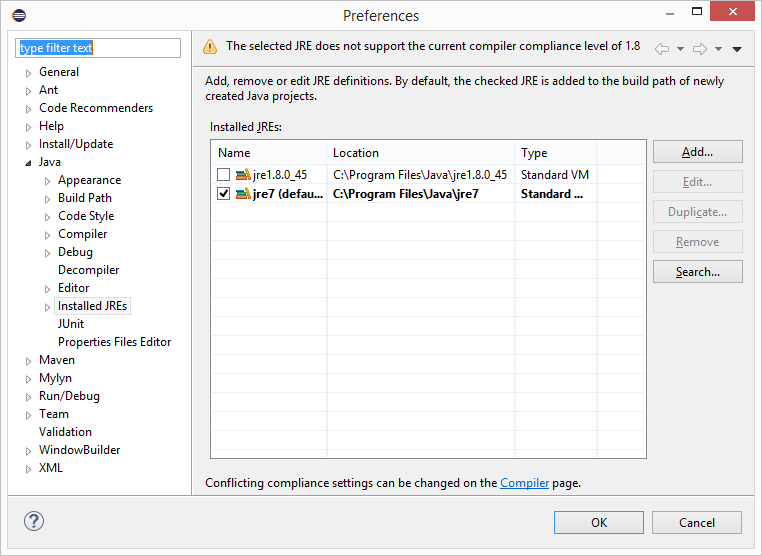 Preferences
type filter text
General
Ant
Code Recommenders
Help
Install/Update
Java
Appearance
Build Path
Code Style
Compiler
Debug
Decompiler
Editor
Installed JREs
JUnit
Properties Files Editor
Maven
Mylyn
Run/Debug
Team
Validation
WindowBuilder
XML
The selected JRE does not support the current compiler compliance level of 1.8
Add, remove or edit JRE definitions. By default, the checked JRE is added to the build path of newly
created Java projects.
Installed JREs:
Name Location Type
jre1.8.0_45 C:\Program Files\Java\jre1.8.0_45 Standard VM
jre7 (defau... C:\Program Files\Java\jre7 Standard ...
Add...
Edit...
Duplicate...
Remove
Search...
Conflicting compliance settings can be changed on the Compiler page.
?
OK Cancel